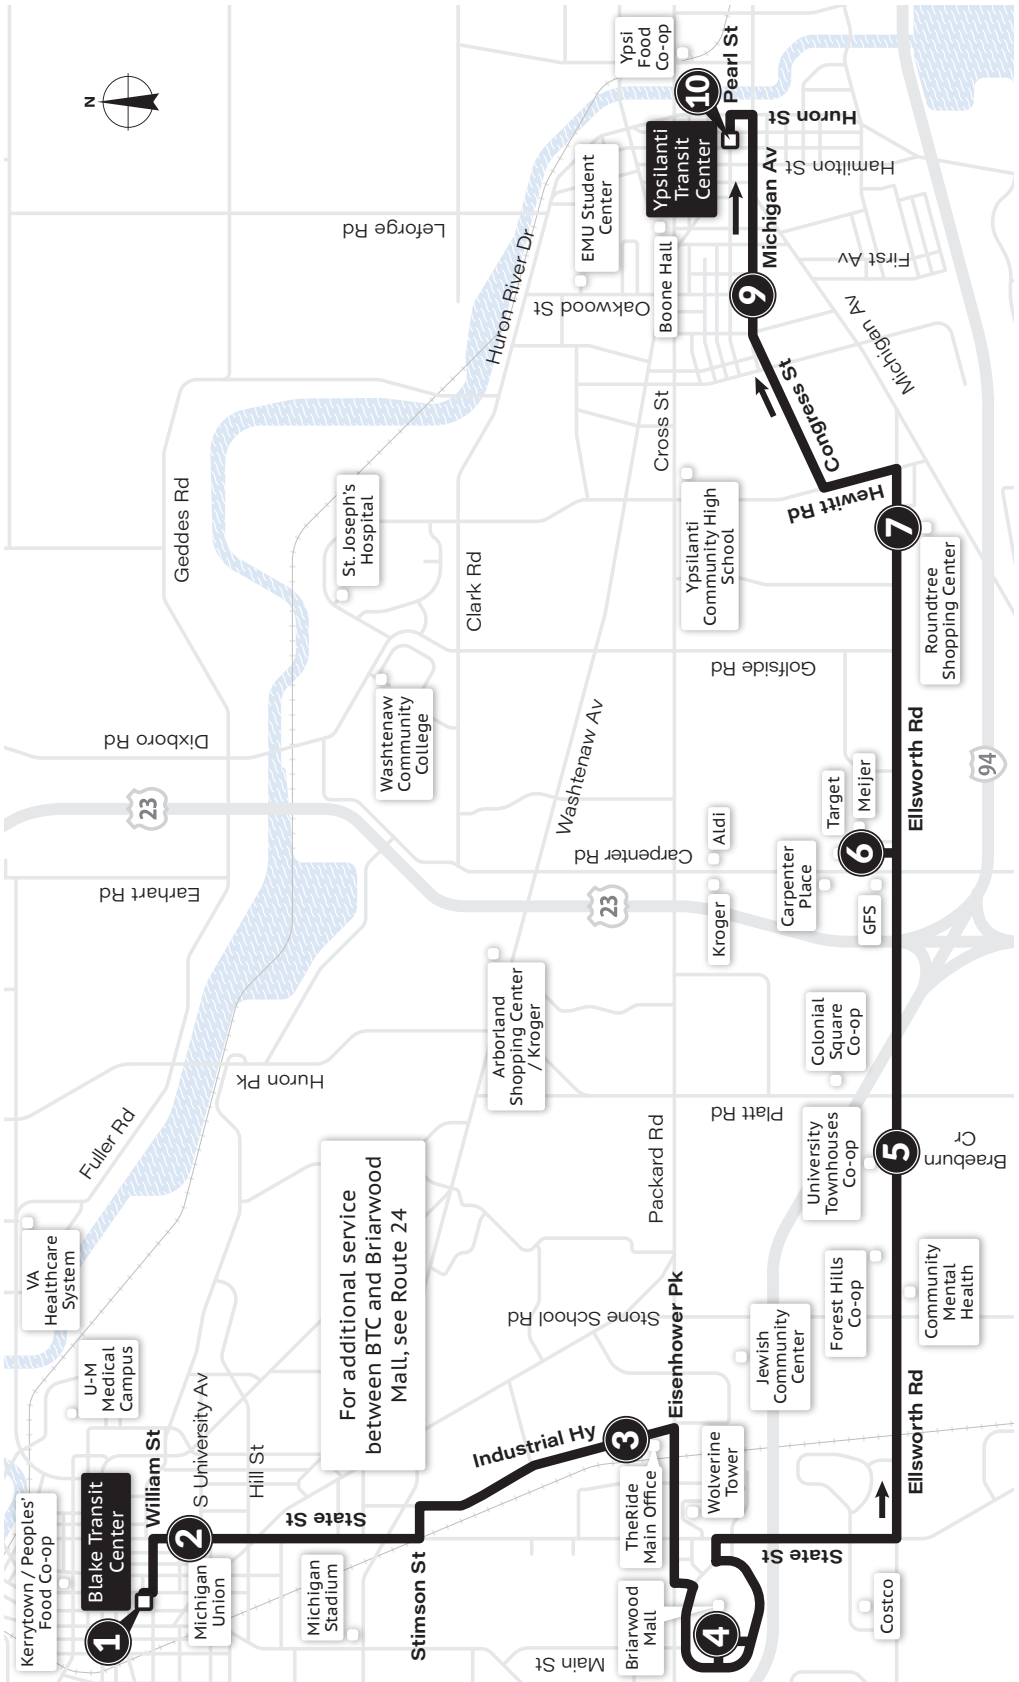 N
Kerrytown / Peoples'
Food Co-op
Blake Transit
Center
1
William St
2
Michigan
Union
S University Av
Hill St
U-M
Medical
Campus
VA
Healthcare
System
Fuller Rd
Huron Pk
Earhart Rd
23
Dixboro Rd
Geddes Rd
Leforge Rd
St. Joseph's
Hospital
Washtenaw
Community
College
Clark Rd
Huron River Dr
EMU Student
Center
Oakwood St
Ypsi
Food
Co-op
10
Pearl St
Ypsilanti
Transit
Center
Huron St
Hamilton St
Michigan Av
Boone Hall
First Av
9
Michigan Av
Congress St
Cross St
Hewitt Rd
Ypsilanti
Community High
School
7
Roundtree
Shopping Center
Golfside Rd
Washtenaw Av
Ellsworth Rd
94
Target
Meijer
6
Aldi
Carpenter Rd
Carpenter
Place
Kroger
GFS
23
Arborland
Shopping Center
/ Kroger
Colonial
Square
Co-op
Platt Rd
Packard Rd
University
Townhouses
Co-op
5
Braeburn
Cr
For additional service
between BTC and Briarwood
Mall, see Route 24
Stone School Rd
Forest Hills
Co-op
Community
Mental
Health
Jewish
Community
Center
Eisenhower Pk
Industrial Hy
3
TheRide
Main Office
Wolverine
Tower
State St
Stimson St
Michigan
Stadium
Main St
Briarwood
Mall
4
State St
Ellsworth Rd
Costco